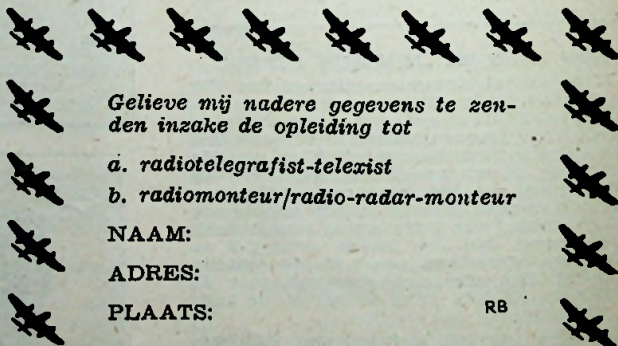 Gelieve mij nadere gegevens te zen-
den inzake de opleiding tot
a. radiotelegrafist-telexist
b. radiomonteur/radio-radar-monteur
NAAM:
ADRES:
PLAATS:
RB